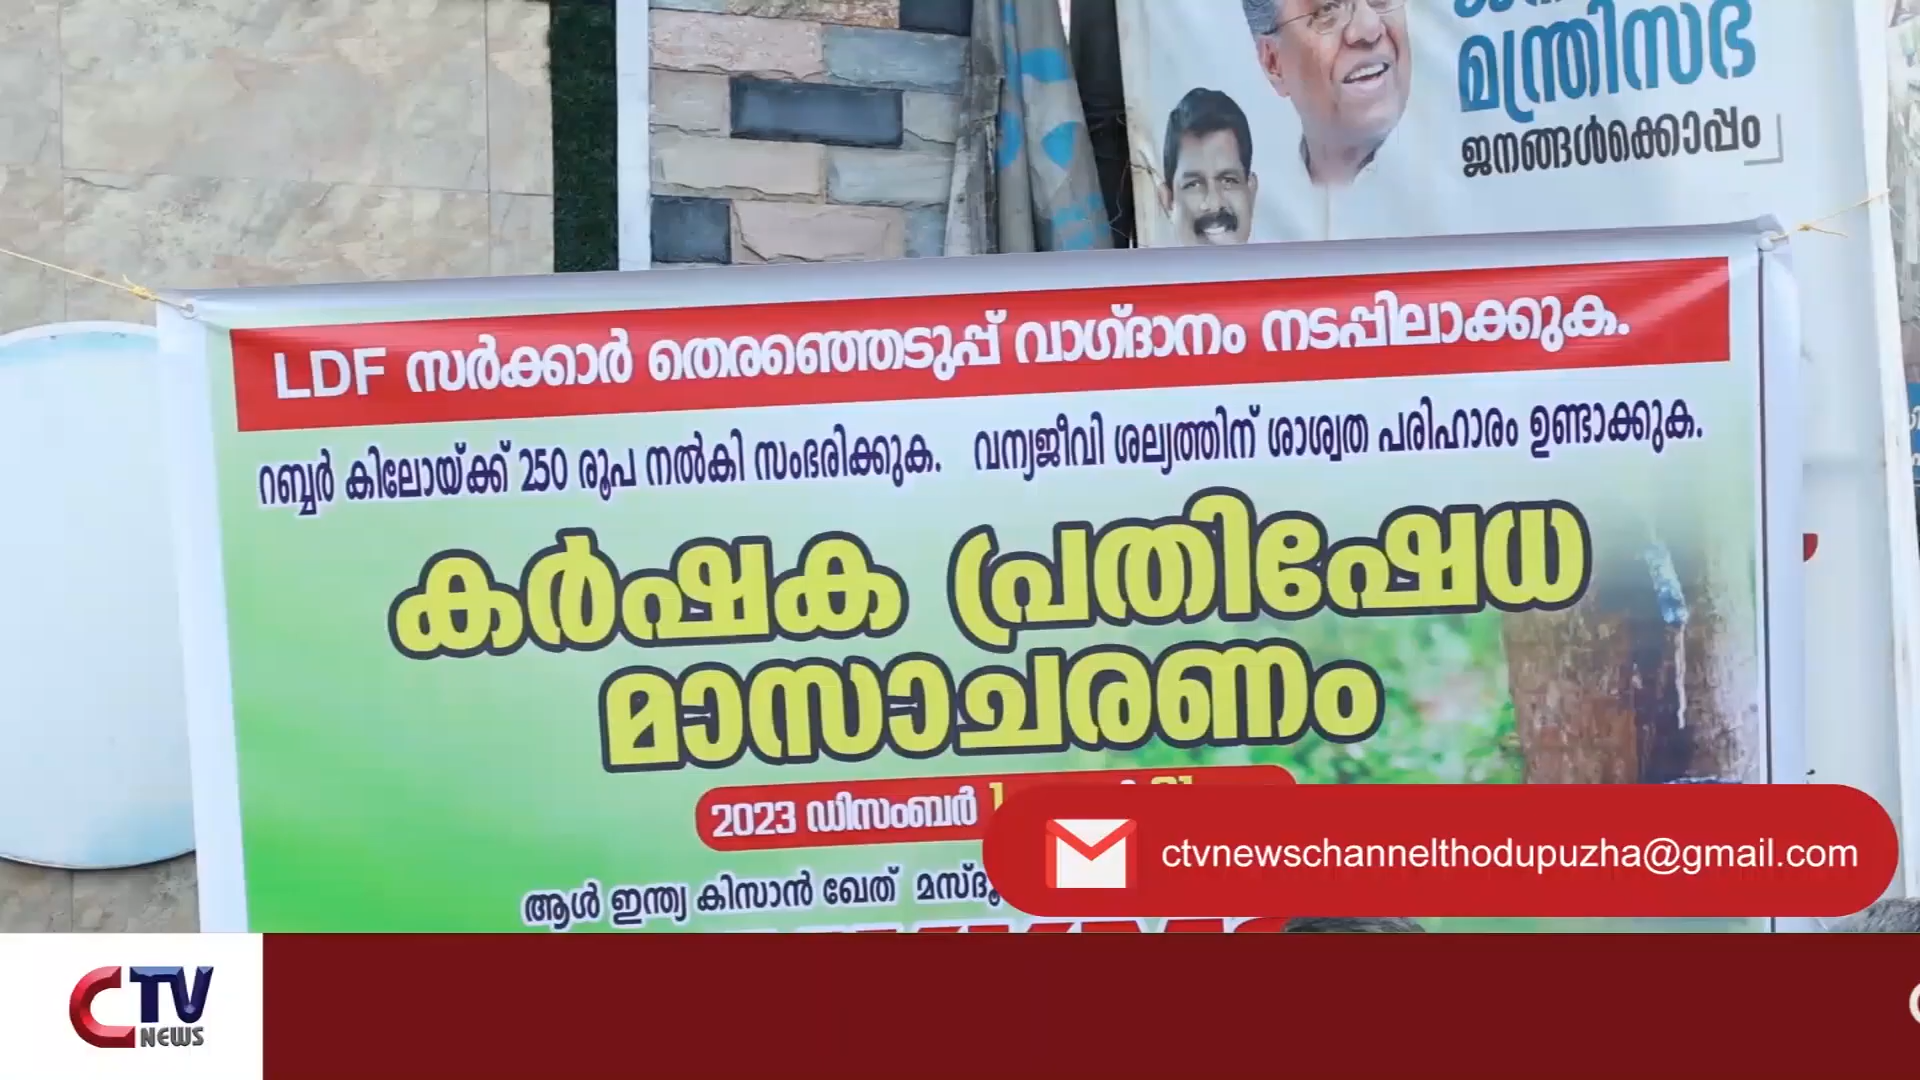 മന്ത്രിസഭ
ജനങ്ങൾക്കൊപ്പം
LDF സർക്കാർ തെരഞ്ഞെടുപ്പ് വാഗ്ദാനം നടപ്പിലാക്കുക.
റബ്ബർ കിലോയ്ക്ക് 250 രൂപ നൽകി സംഭരിക്കുക. വന്യജീവി ശല്യത്തിന് ശാശ്വത പരിഹാരം ഉണ്ടാക്കുക.
കർഷക പ്രതിഷേധ
മാസാചരണം
2023 ഡിസംബർ 1
ctvnewschannelthodupuzha@gmail.com
ആൾ ഇന്ത്യ കിസാൻ ഖേത്
CTV
NEWS